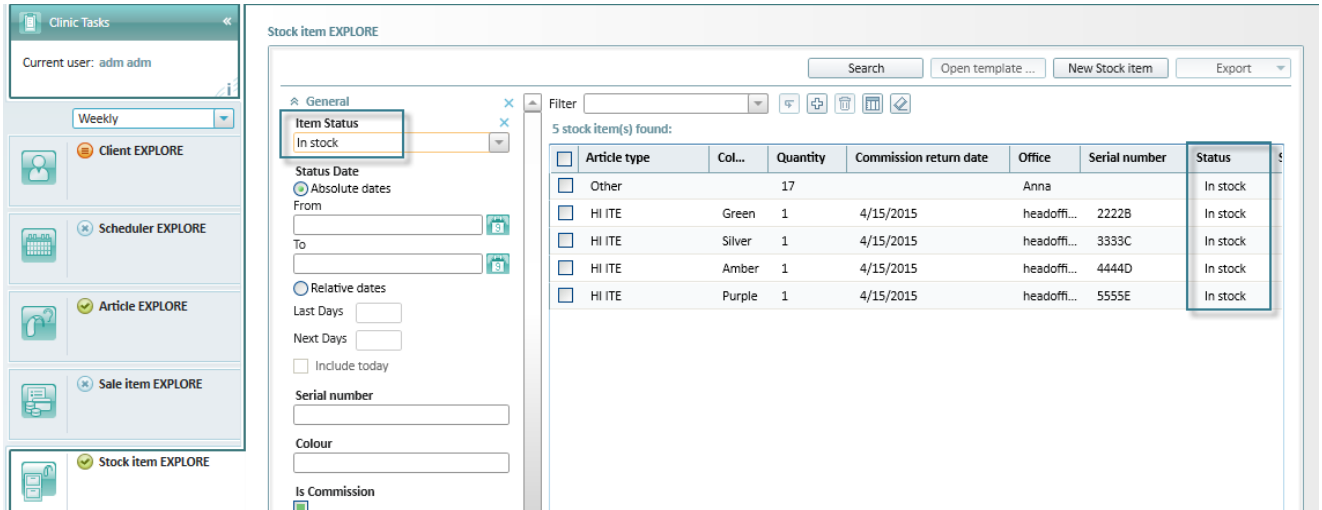 Clinic Tasks
Current user: adm adm
Weekly
Client EXPLORE
Scheduler EXPLORE
Article EXPLORE
Sale item EXPLORE
Stock item EXPLORE
Stock item EXPLORE
Search Open template ... New Stock item Export
General
Item Status
In stock
Status Date
Absolute dates
From
9
To
9
Relative dates
Last Days
Next Days
Include today
Serial number
Colour
Is Commission
Filter
5 stock item(s) found:
Article type Col... Quantity Commission return date Office Serial number Status
Other 17 Anna In stock
HI ITE Green 1 4/15/2015 headoffi... 2222B In stock
HI ITE Silver 1 4/15/2015 headoffi... 3333C In stock
HI ITE Amber 1 4/15/2015 headoffi... 4444D In stock
HI ITE Purple 1 4/15/2015 headoffi... 5555E In stock